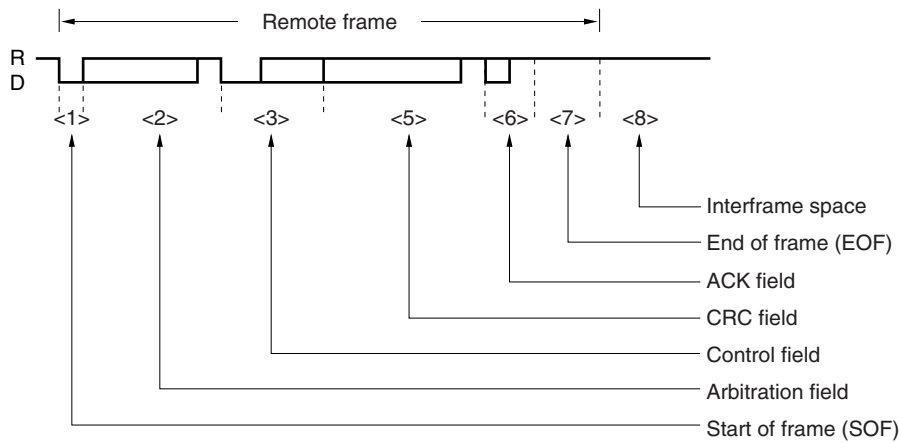 Remote frame
R
D
<1> <2> <3> <5> <6> <7> <8>
Interframe space
End of frame (EOF)
ACK field
CRC field
Control field
Arbitration field
Start of frame (SOF)